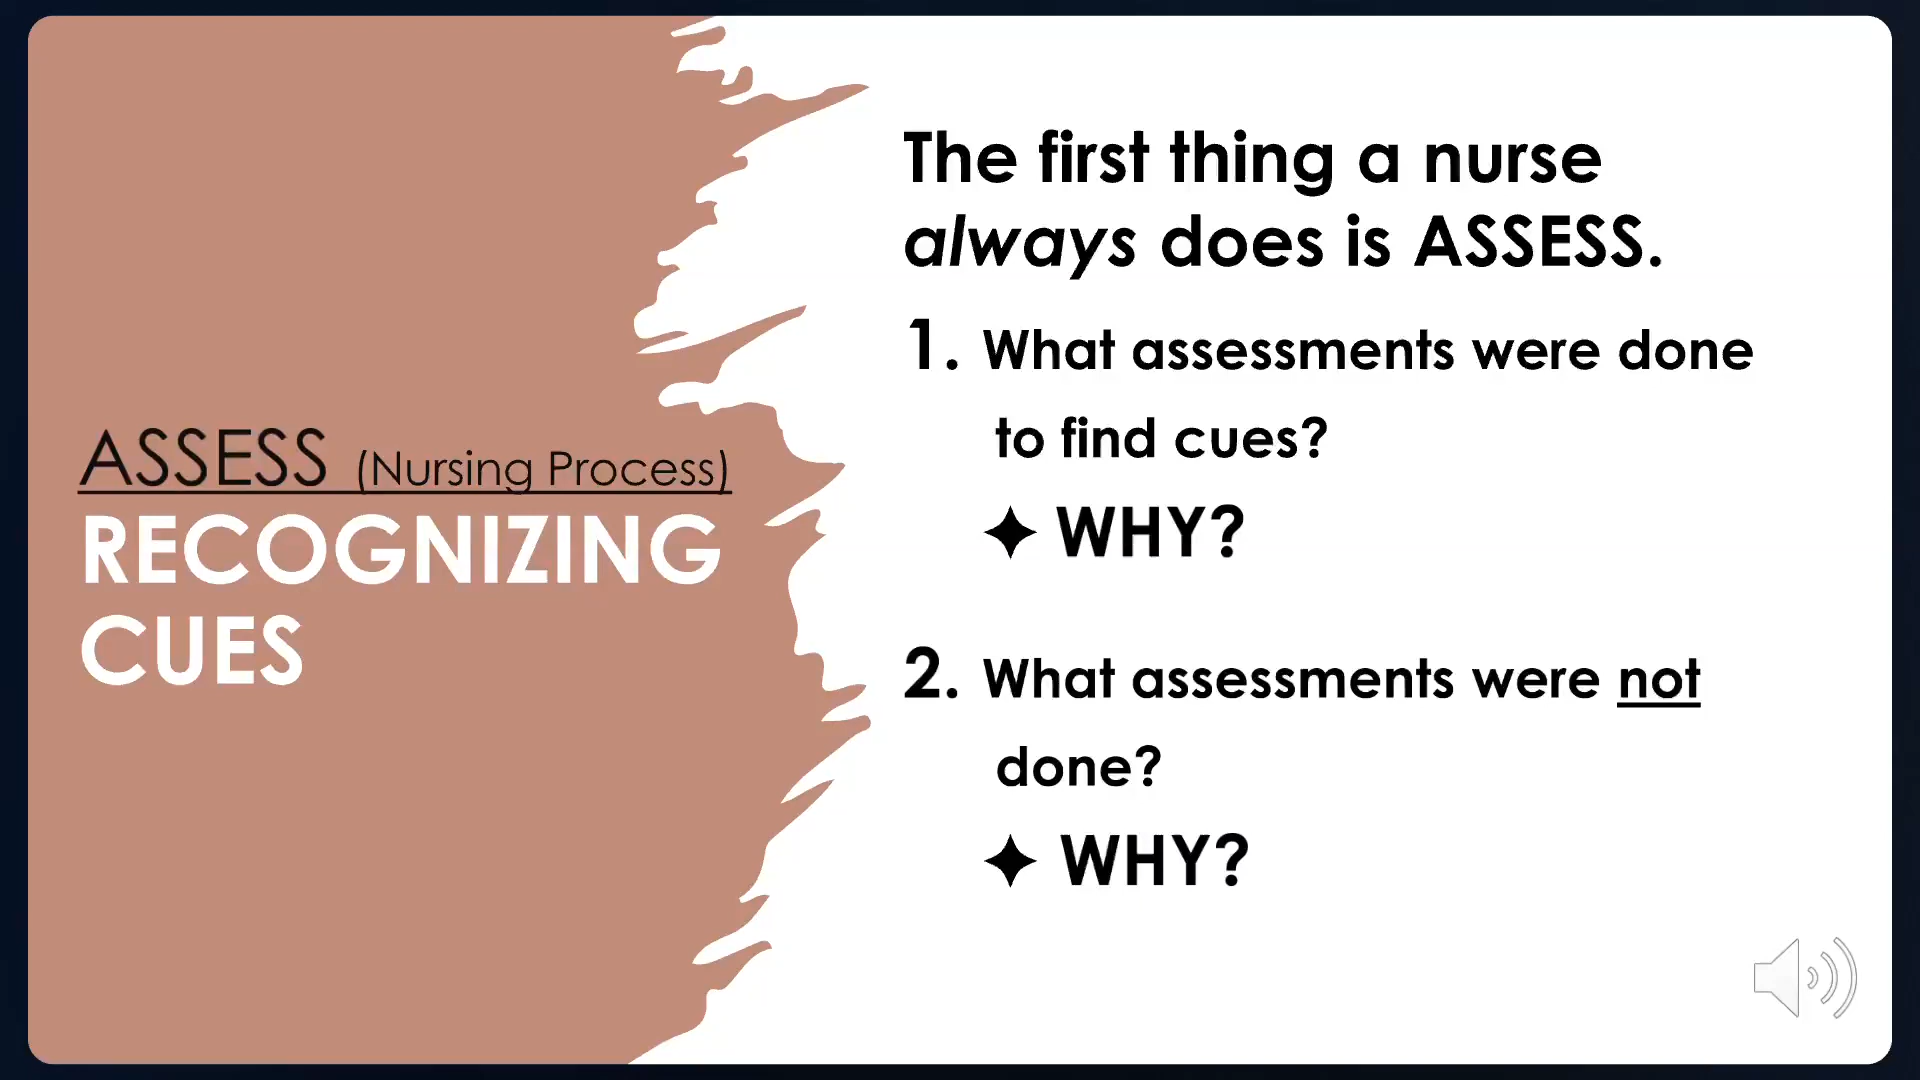 ASSESS (Nursing Process)
RECOGNIZING
CUES
The first thing a nurse
always does is ASSESS.
1. What assessments were done
to find cues?
✦ WHY?
2. What assessments were not
done?
✦ WHY?